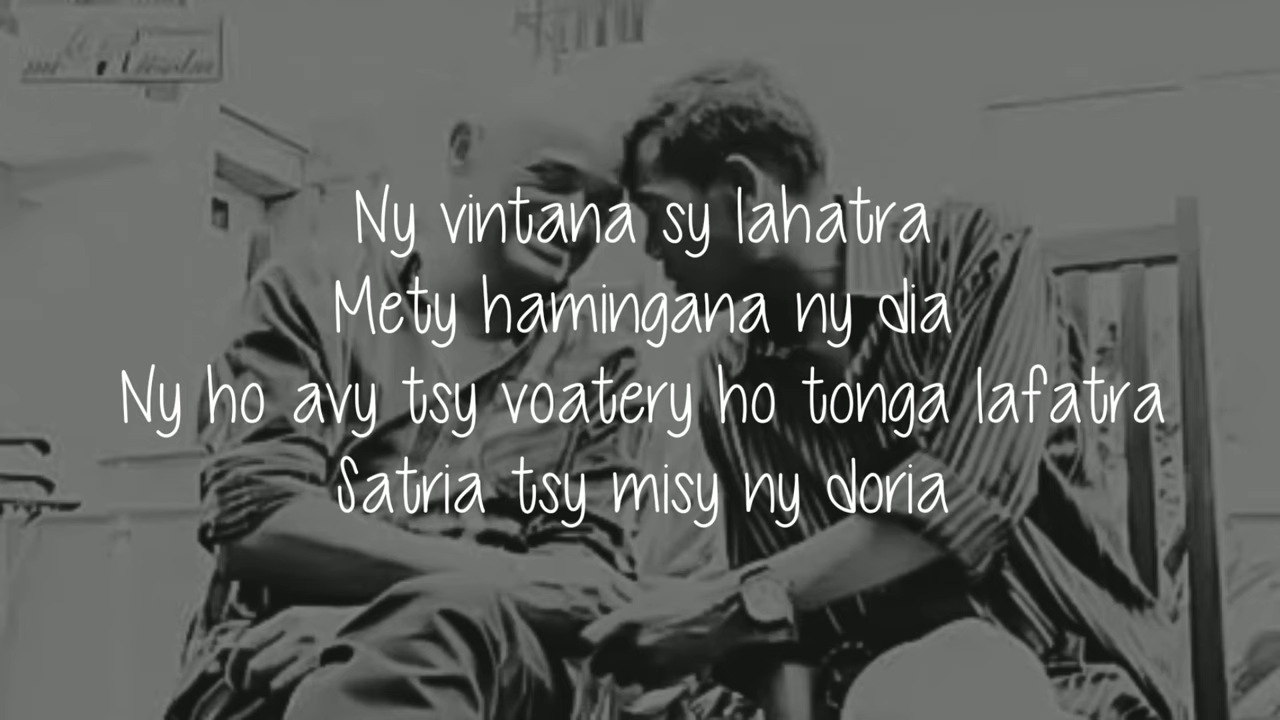 Ny vintana sy lahatra
Mety hamingana ny dia
Ny ho avy tsy voatery ho tonga lafatra
Satria tsy misy ny doria